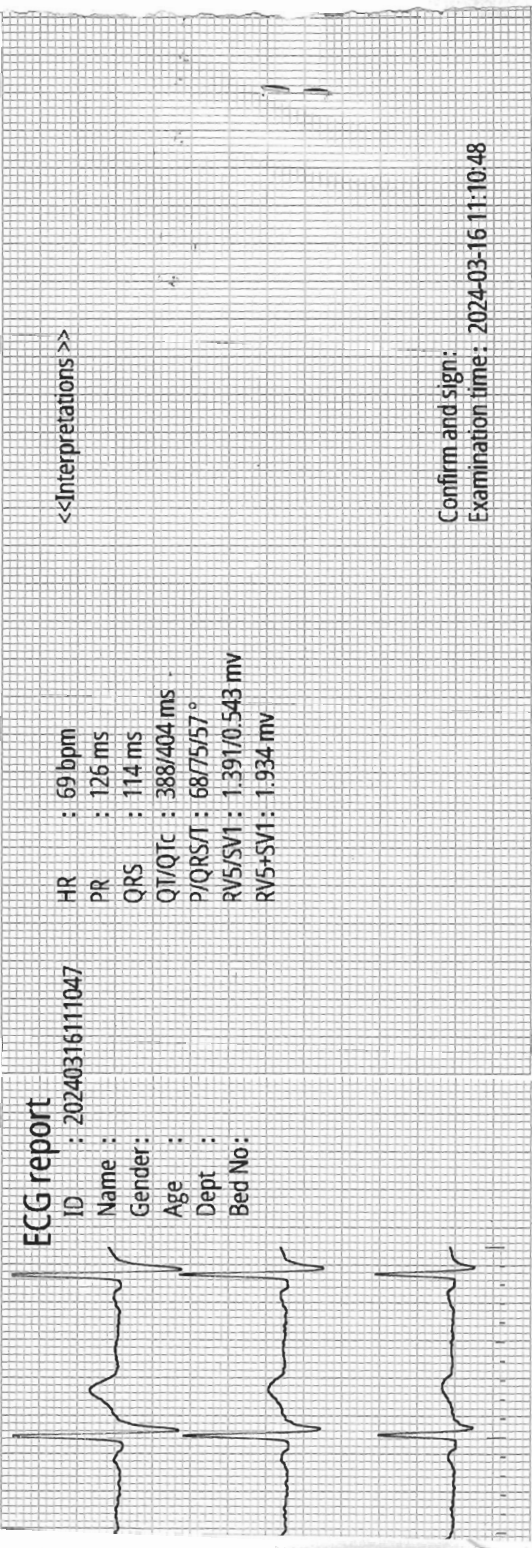 ECG report
ID : 20240316111047
Name :
Gender :
Age :
Dept :
Bed No :
HR : 69 bpm
PR : 126 ms
QRS : 114 ms
QT/QTc : 388/404 ms
P/QRS/T : 68/75/57 °
RV5/SV1 : 1.391/0.543 mv
RV5+SV1 : 1.934 mv
<<Interpretations >>
Confirm and sign :
Examination time : 2024-03-16 11:10:48